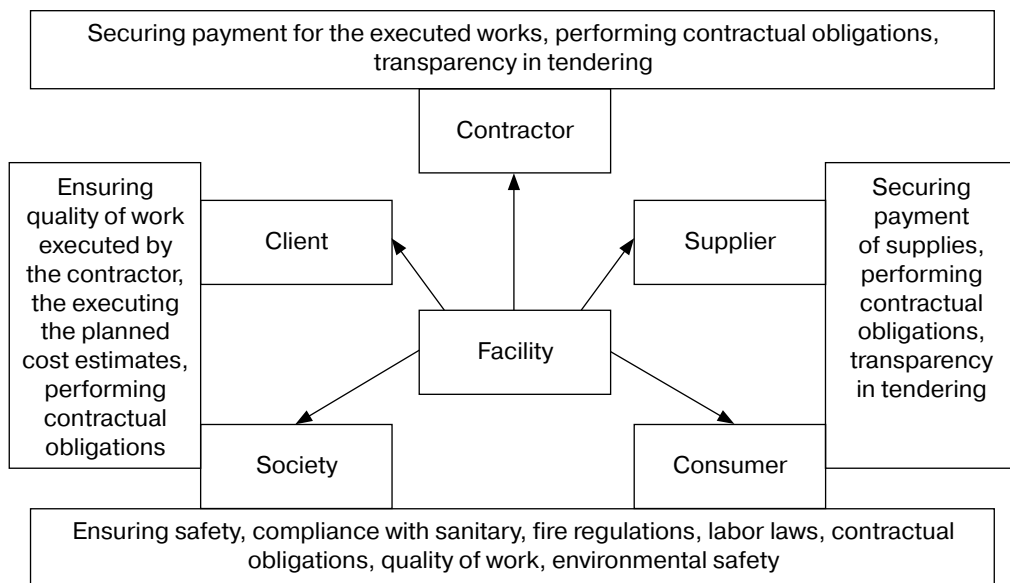 Securing payment for the executed works, performing contractual obligations,
transparency in tendering
Contractor
Ensuring
quality of work
executed by
the contractor,
the executing
the planned
cost estimates,
performing
contractual
obligations
Client
Supplier
Securing
payment
of supplies,
performing
contractual
obligations,
transparency
in tendering
Facility
Society
Consumer
Ensuring safety, compliance with sanitary, fire regulations, labor laws, contractual
obligations, quality of work, environmental safety